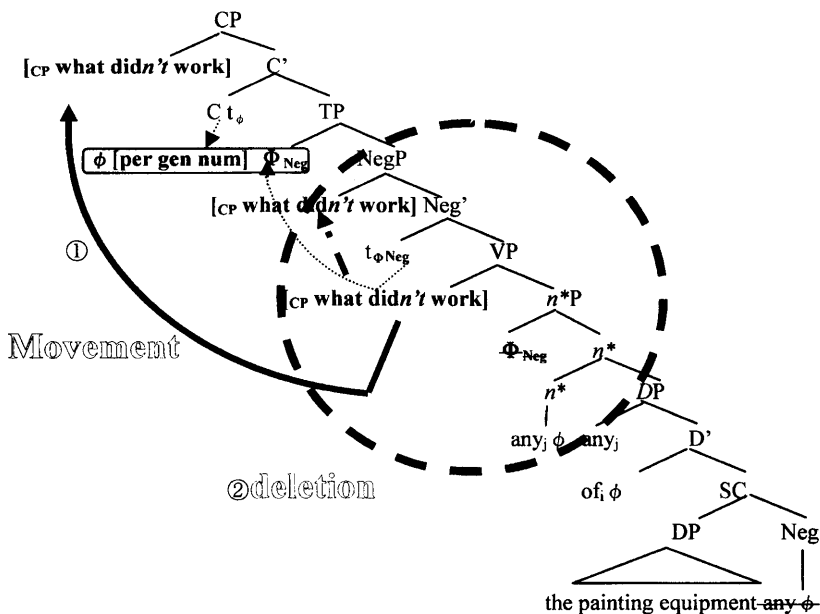 CP
[CP what didn't work] C'
C tϕ TP
ϕ [per gen num] ΦNeg NegP
[CP what didn't work] Neg'
①
tΦNeg VP
[CP what didn't work] n*P
Movement
ΦNeg n*
n* DP
anyj ϕ anyj D'
②deletion
ofi ϕ SC
DP Neg
the painting equipment any ϕ